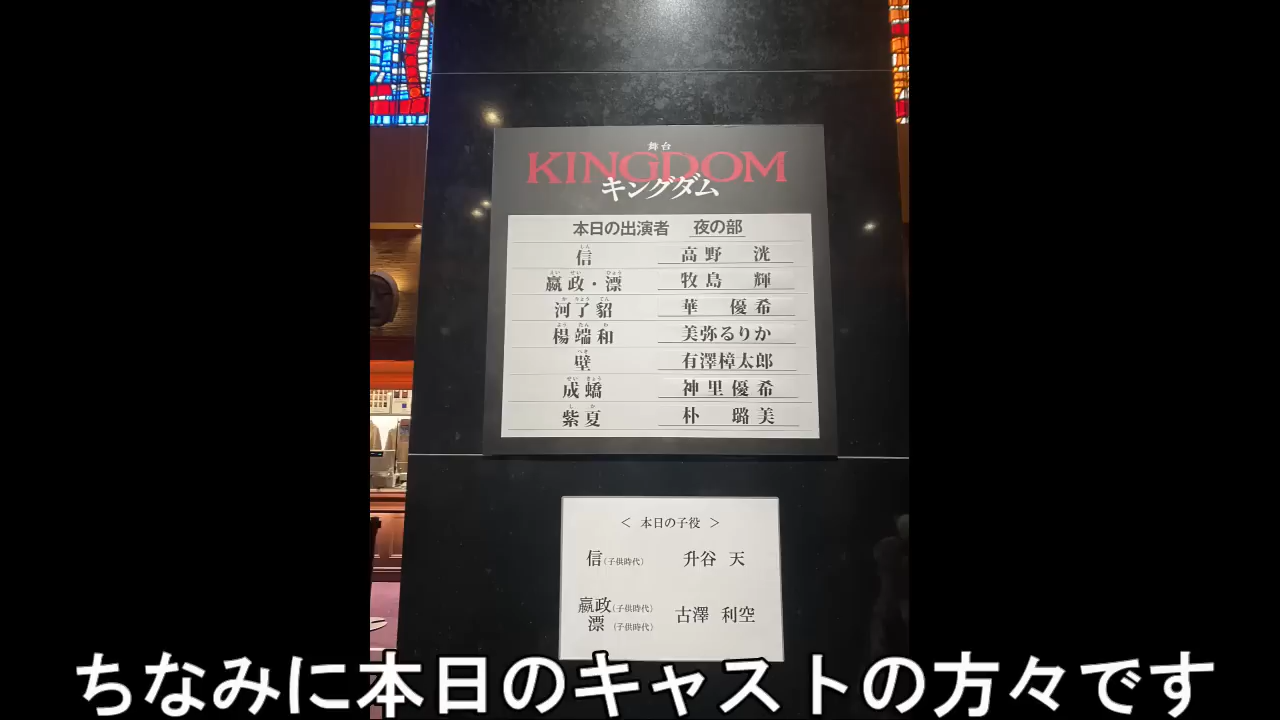 舞台
KINGDOM
キングダム
本日の出演者 夜の部
信 高野 洸
嬴政・漂 牧島 輝
河了貂 華 優希
楊端和 美弥るりか
壁 有澤樟太郎
成蟜 神里優希
紫夏 朴 璐美
＜ 本日の子役 ＞
信(子供時代) 升谷 天
嬴政(子供時代)
漂 (子供時代) 古澤 利空
ちなみに本日のキャストの方々です